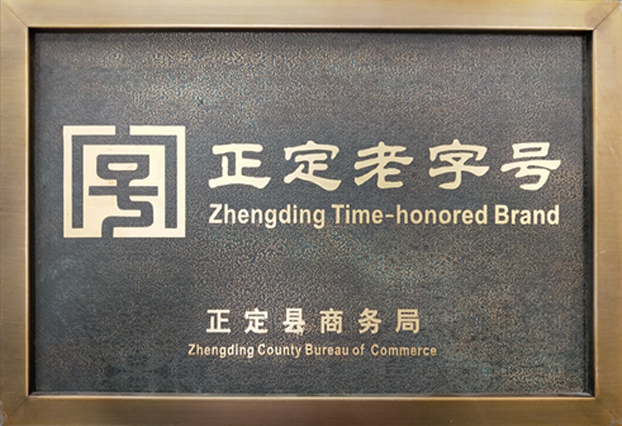 正定老字号
Zhengding Time-honored Brand
正定县商务局
Zhengding County Bureau of Commerce